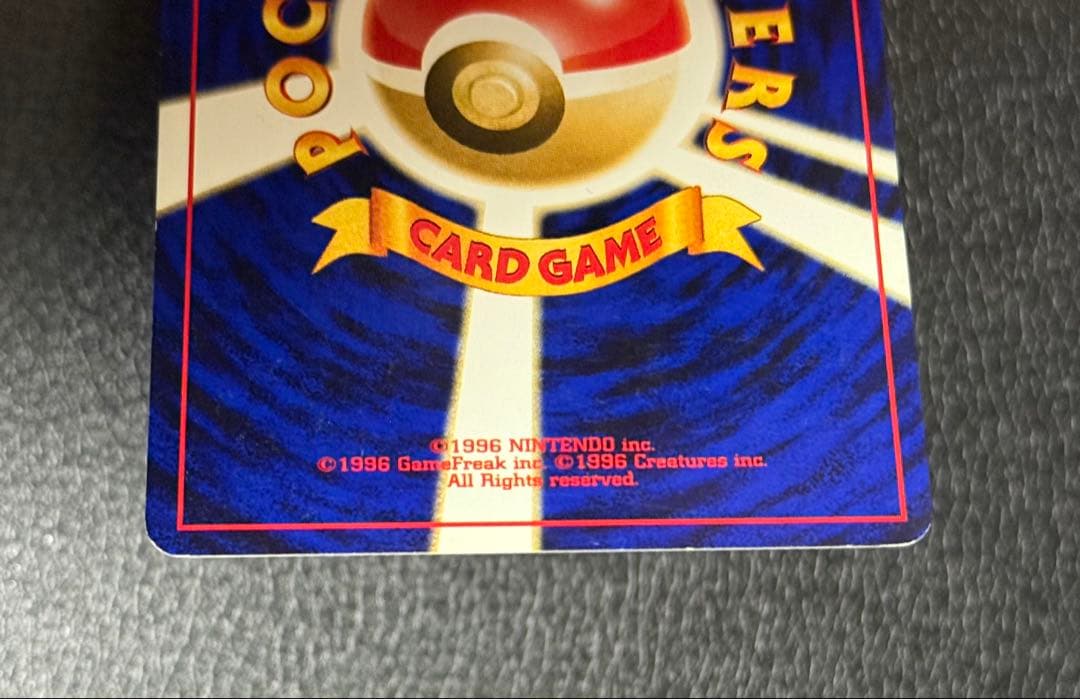 POC
ERS
CARD GAME
©1996 NINTENDO inc.
©1996 GameFreak inc. ©1996 Creatures inc.
All Rights reserved.